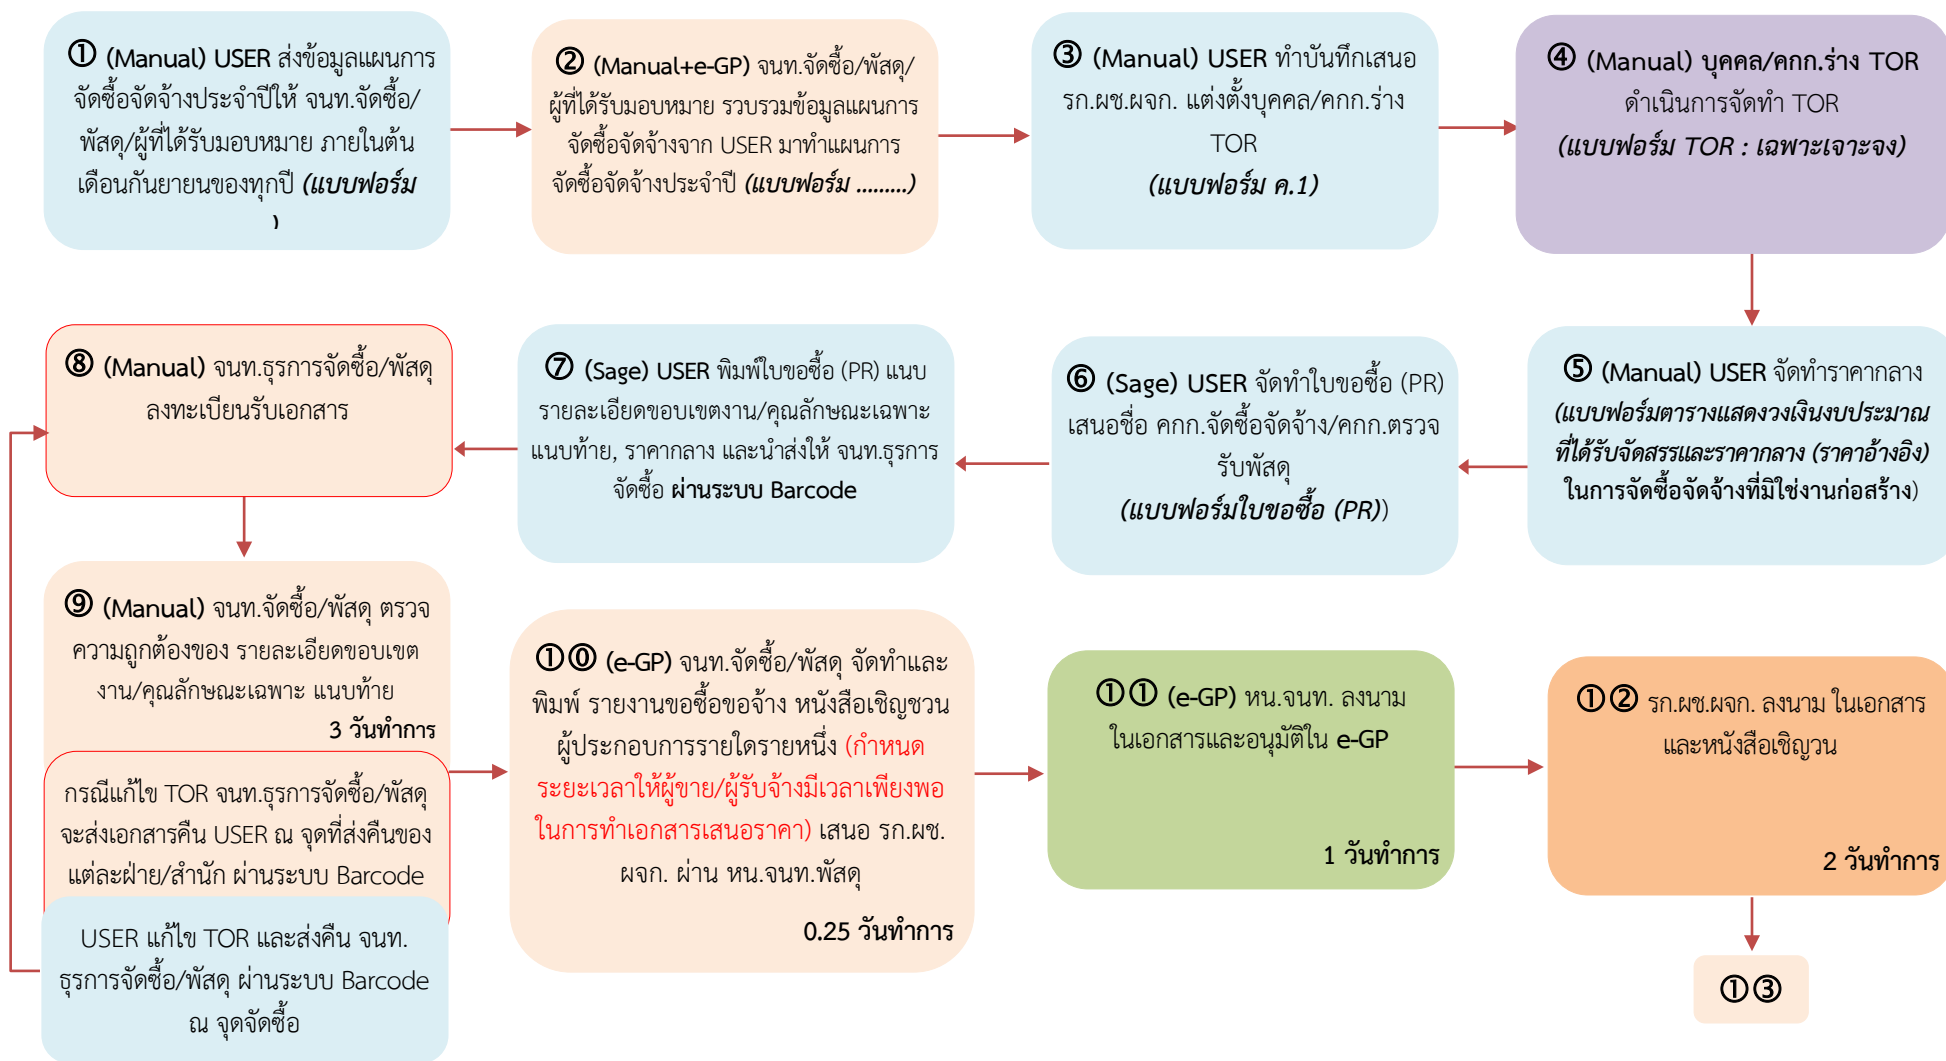 ① (Manual) USER ส่งข้อมูลแผนการ
จัดซื้อจัดจ้างประจำปีให้ จนท.จัดซื้อ/
พัสดุ/ผู้ที่ได้รับมอบหมาย ภายในต้น
เดือนกันยายนของทุกปี (แบบฟอร์ม
)
② (Manual+e-GP) จนท.จัดซื้อ/พัสดุ/
ผู้ที่ได้รับมอบหมาย รวบรวมข้อมูลแผนการ
จัดซื้อจัดจ้างจาก USER มาทำแผนการ
จัดซื้อจัดจ้างประจำปี (แบบฟอร์ม .........)
③ (Manual) USER ทำบันทึกเสนอ
รก.ผช.ผจก. แต่งตั้งบุคคล/คกก.ร่าง
TOR
(แบบฟอร์ม ค.1)
④ (Manual) บุคคล/คกก.ร่าง TOR
ดำเนินการจัดทำ TOR
(แบบฟอร์ม TOR : เฉพาะเจาะจง)
⑤ (Manual) USER จัดทำราคากลาง
(แบบฟอร์มตารางแสดงวงเงินงบประมาณ
ที่ได้รับจัดสรรและราคากลาง (ราคาอ้างอิง)
ในการจัดซื้อจัดจ้างที่มิใช่งานก่อสร้าง)
⑥ (Sage) USER จัดทำใบขอซื้อ (PR)
เสนอชื่อ คกก.จัดซื้อจัดจ้าง/คกก.ตรวจ
รับพัสดุ
(แบบฟอร์มใบขอซื้อ (PR))
⑦ (Sage) USER พิมพ์ใบขอซื้อ (PR) แนบ
รายละเอียดขอบเขตงาน/คุณลักษณะเฉพาะ
แนบท้าย, ราคากลาง และนำส่งให้ จนท.ธุรการ
จัดซื้อ ผ่านระบบ Barcode
⑧ (Manual) จนท.ธุรการจัดซื้อ/พัสดุ
ลงทะเบียนรับเอกสาร
⑨ (Manual) จนท.จัดซื้อ/พัสดุ ตรวจ
ความถูกต้องของ รายละเอียดขอบเขต
งาน/คุณลักษณะเฉพาะ แนบท้าย
3 วันทำการ
กรณีแก้ไข TOR จนท.ธุรการจัดซื้อ/พัสดุ
จะส่งเอกสารคืน USER ณ จุดที่ส่งคืนของ
แต่ละฝ่าย/สำนัก ผ่านระบบ Barcode
USER แก้ไข TOR และส่งคืน จนท.
ธุรการจัดซื้อ/พัสดุ ผ่านระบบ Barcode
ณ จุดจัดซื้อ
①⓪ (e-GP) จนท.จัดซื้อ/พัสดุ จัดทำและ
พิมพ์ รายงานขอซื้อขอจ้าง หนังสือเชิญชวน
ผู้ประกอบการรายใดรายหนึ่ง (กำหนด
ระยะเวลาให้ผู้ขาย/ผู้รับจ้างมีเวลาเพียงพอ
ในการทำเอกสารเสนอราคา) เสนอ รก.ผช.
ผจก. ผ่าน หน.จนท.พัสดุ
0.25 วันทำการ
①① (e-GP) หน.จนท. ลงนาม
ในเอกสารและอนุมัติใน e-GP
1 วันทำการ
①② รก.ผช.ผจก. ลงนาม ในเอกสาร
และหนังสือเชิญวน
2 วันทำการ
①③